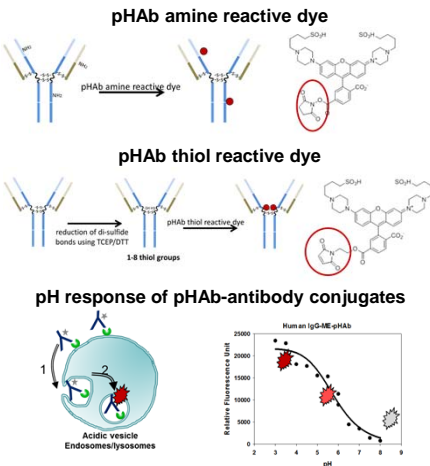 pHAb amine reactive dye
NH₂
NH₂
NH₂
pHAb amine reactive dye
SO₃H
SO₃H
N
N
N
N⁺
O
CO₂⁻
O
N-O
O
O
pHAb thiol reactive dye
reduction of di-sulfide
bonds using TCEP/DTT
1-8 thiol groups
pHAb thiol reactive dye
SO₃H
SO₃
N
N
N
N⁺
O
CO₂⁻
O
N
O
O
O
pH response of pHAb-antibody conjugates
1
2
Acidic vesicle
Endosomes/lysosomes
Human IgG-ME-pHAb
Relative Fluorescence Unit
25000
20000
15000
10000
5000
0
2 3 4 5 6 7 8 9
pH